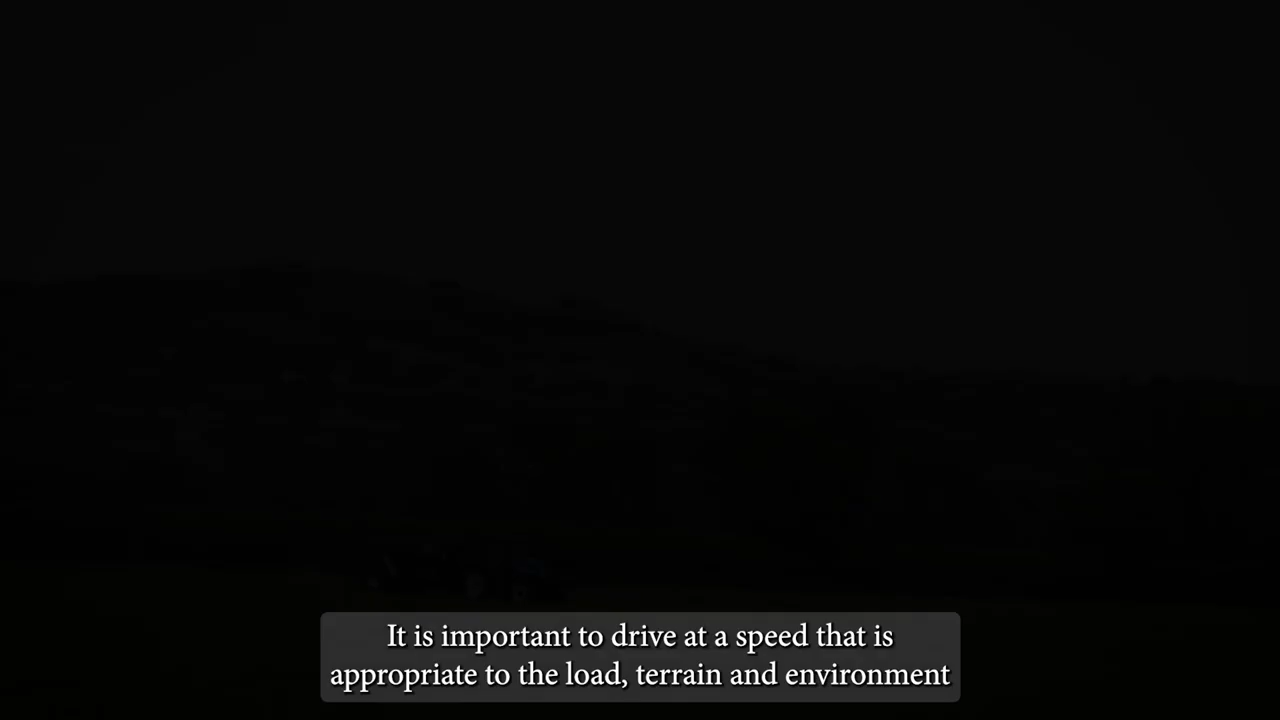 It is important to drive at a speed that is
appropriate to the load, terrain and environment